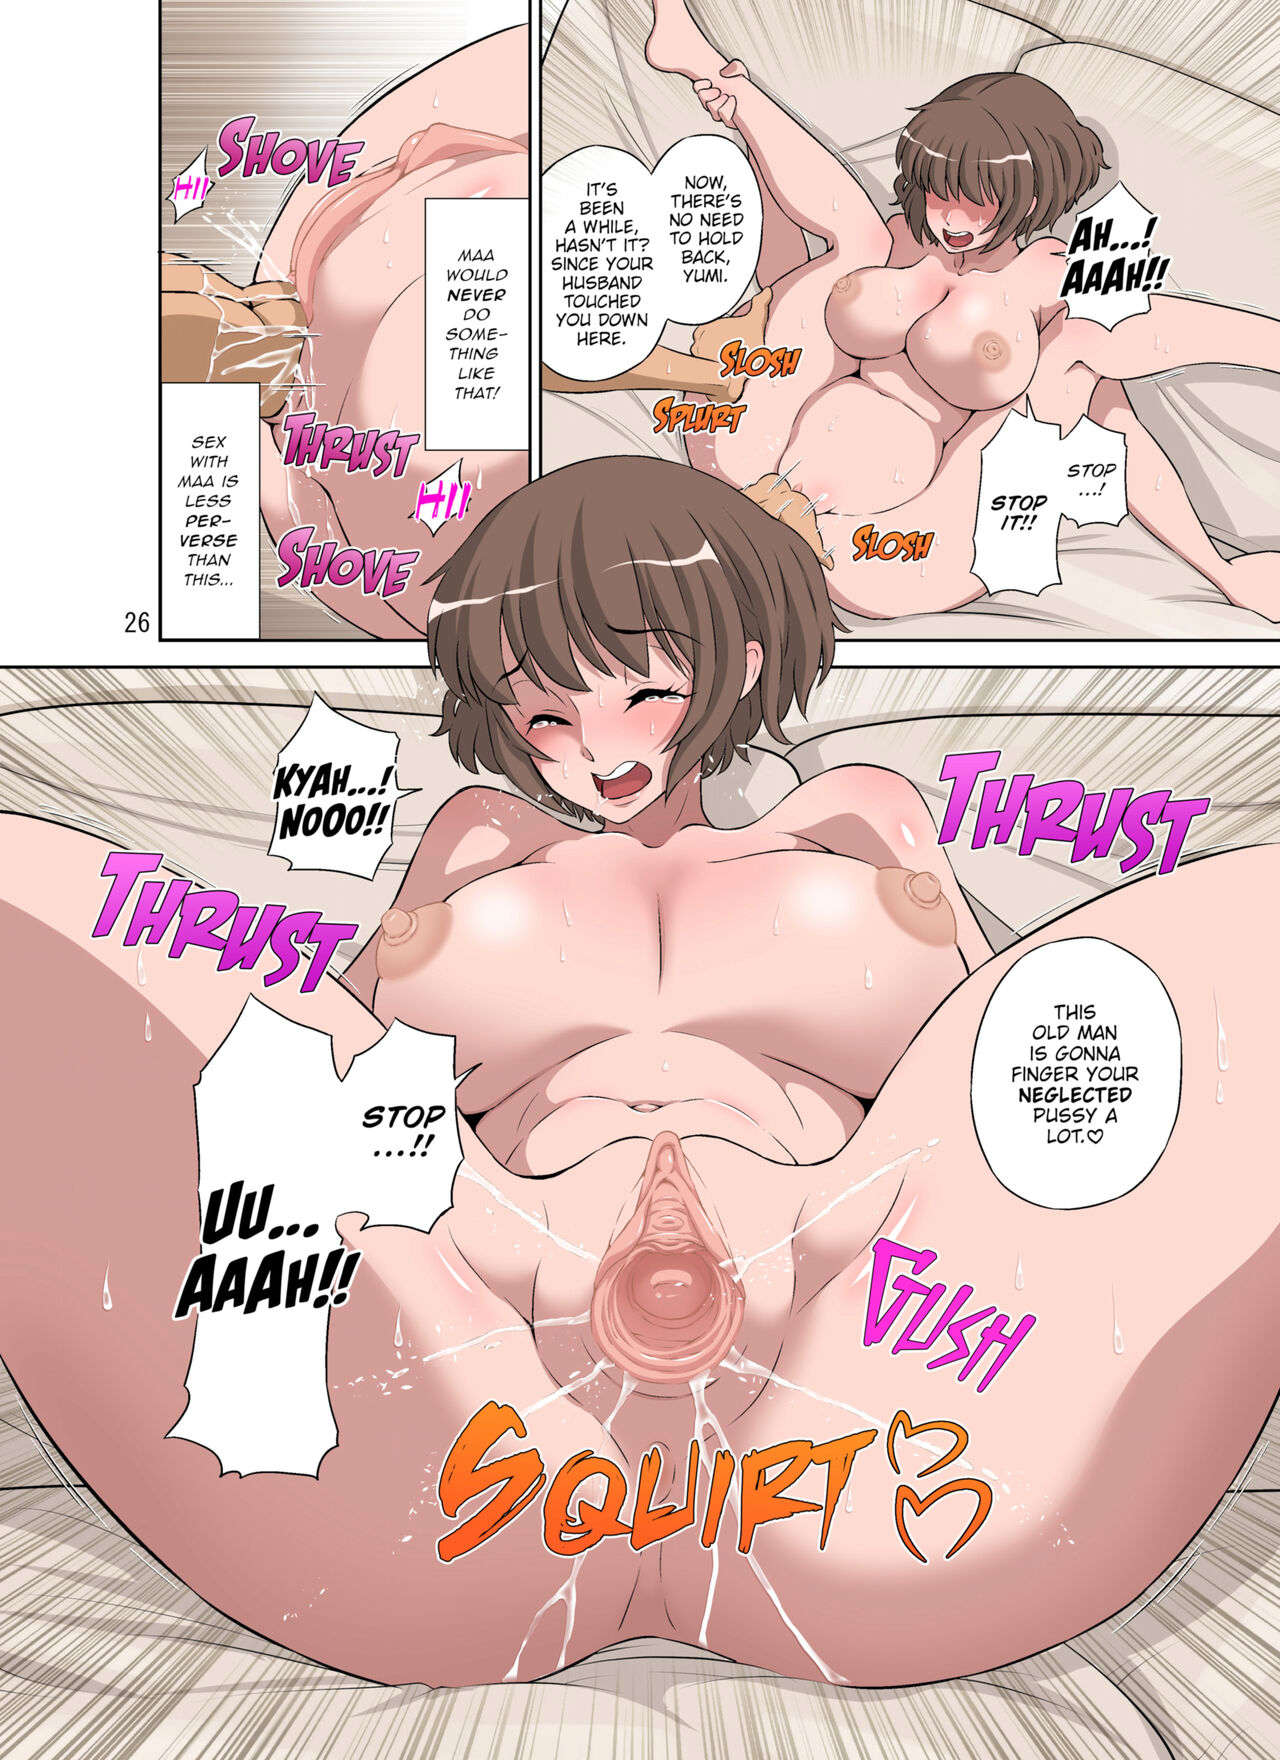 NOW,
THERE'S
NO NEED
TO HOLD
BACK,
YUMI.
IT'S
BEEN
A WHILE,
HASN'T IT?
SINCE YOUR
HUSBAND
TOUCHED
YOU DOWN
HERE.
AH...!
AAAH!!
SLOSH
SPLURT
SLOSH
STOP
...!
STOP
IT!!
SHOVE
HII
MAA
WOULD
NEVER
DO
SOME-
THING
LIKE
THAT!
THRUST
HII
SHOVE
SEX
WITH
MAA IS
LESS
PER-
VERSE
THAN
THIS...
26
KYAH...!
NOOO!!
THRUST
THRUST
THIS
OLD MAN
IS GONNA
FINGER YOUR
NEGLECTED
PUSSY A
LOT.♡
STOP
...!!
UU...
AAAH!!
GUSH
SQUIRT♡♡